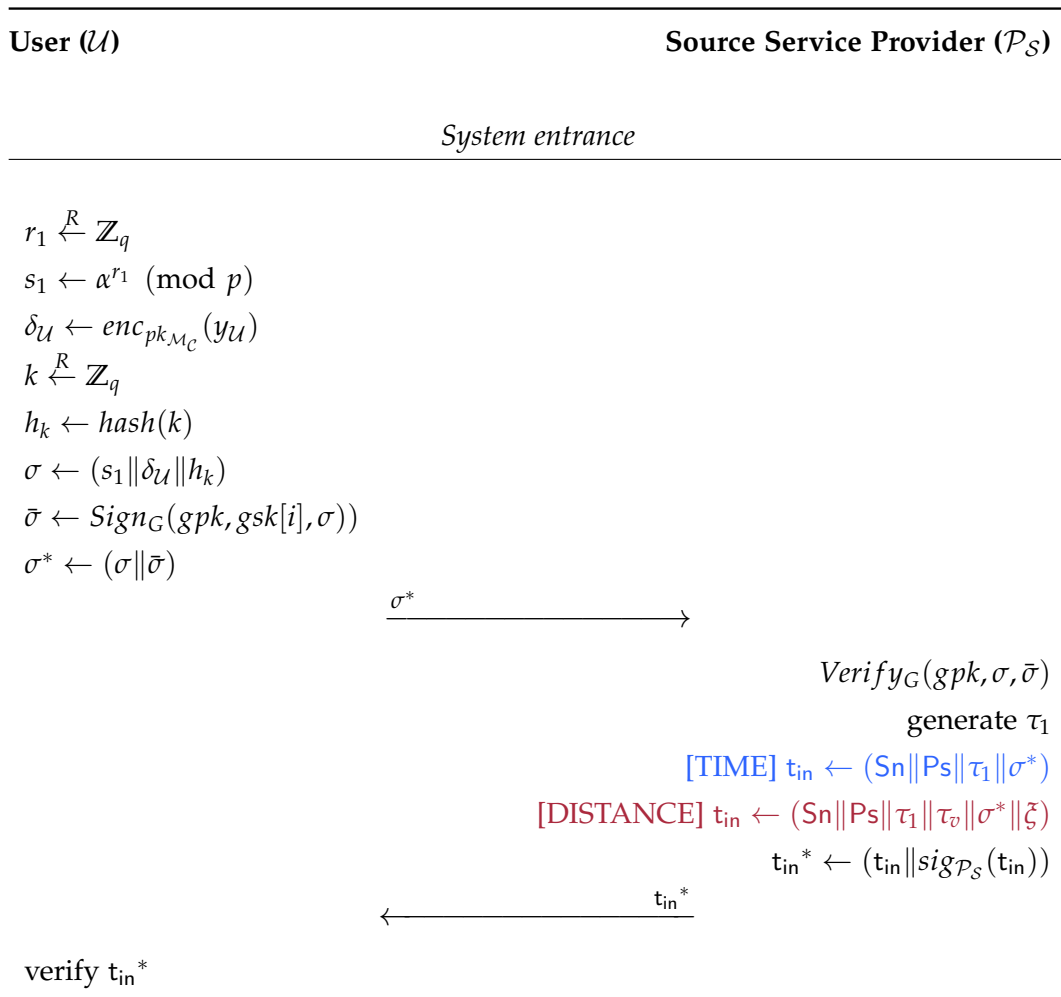 User (𝒰) Source Service Provider (𝒫_𝒮)
System entrance
r₁ ←ᴿ ℤ_q
s₁ ← α^{r₁} (mod p)
δ_𝒰 ← enc_{pk_{ℳ_𝒞}}(y_𝒰)
k ←ᴿ ℤ_q
h_k ← hash(k)
σ ← (s₁‖δ_𝒰‖h_k)
σ̄ ← Sign_G(gpk, gsk[i], σ))
σ* ← (σ‖σ̄)
σ*
Verify_G(gpk, σ, σ̄)
generate τ₁
[TIME] t_in ← (Sn‖Ps‖τ₁‖σ*)
[DISTANCE] t_in ← (Sn‖Ps‖τ₁‖τ_v‖σ*‖ξ)
t_in* ← (t_in‖sig_{𝒫_𝒮}(t_in))
t_in*
verify t_in*